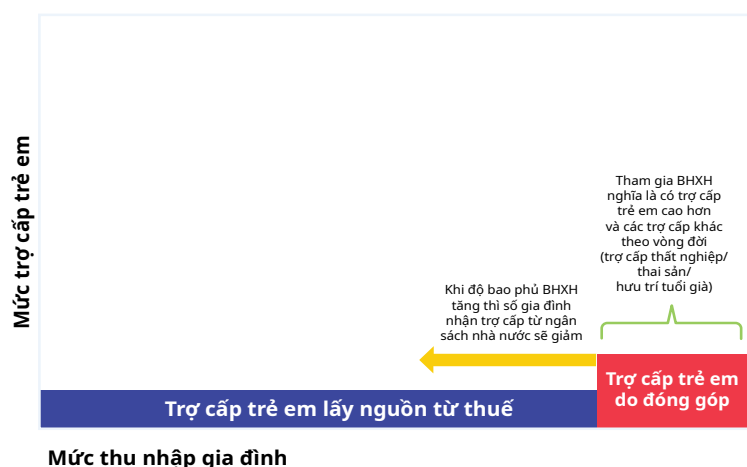 Mức trợ cấp trẻ em
Tham gia BHXH
nghĩa là có trợ cấp
trẻ em cao hơn
và các trợ cấp khác
theo vòng đời
(trợ cấp thất nghiệp/
thai sản/
hưu trí tuổi già)
Khi độ bao phủ BHXH
tăng thì số gia đình
nhận trợ cấp từ ngân
sách nhà nước sẽ giảm
Trợ cấp trẻ em
do đóng góp
Trợ cấp trẻ em lấy nguồn từ thuế
Mức thu nhập gia đình